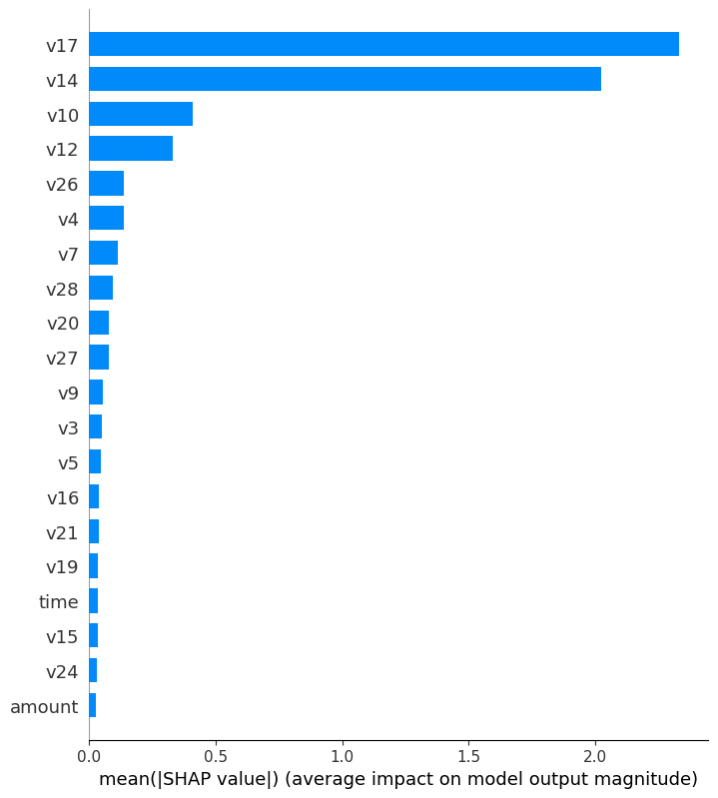 v17
v14
v10
v12
v26
v4
v7
v28
v20
v27
v9
v3
v5
v16
v21
v19
time
v15
v24
amount
0.0 0.5 1.0 1.5 2.0
mean(|SHAP value|) (average impact on model output magnitude)